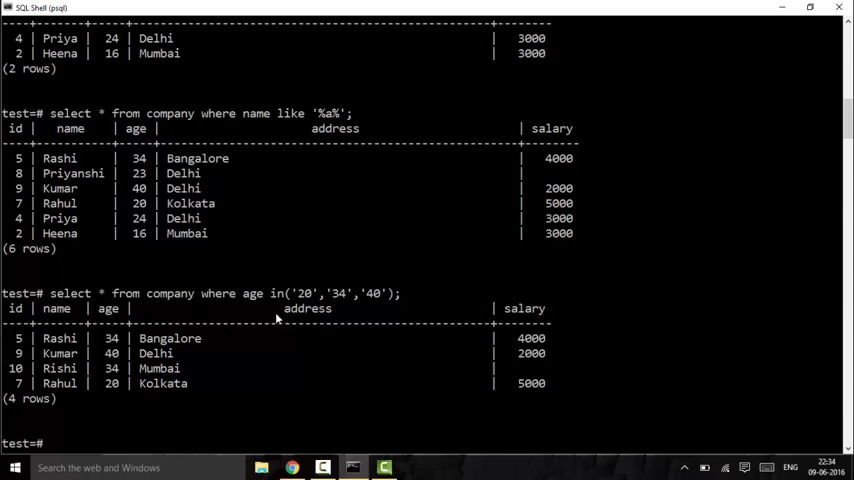 SQL Shell (psql)
----+-------+-----+----------------------------------------------------+--------
4 | Priya | 24 | Delhi | 3000
2 | Heena | 16 | Mumbai | 3000
(2 rows)
test=# select * from company where name like '%a%';
id | name | age | address | salary
----+-----------+-----+----------------------------------------------------+--------
5 | Rashi | 34 | Bangalore | 4000
8 | Priyanshi | 23 | Delhi |
9 | Kumar | 40 | Delhi | 2000
7 | Rahul | 20 | Kolkata | 5000
4 | Priya | 24 | Delhi | 3000
2 | Heena | 16 | Mumbai | 3000
(6 rows)
test=# select * from company where age in('20','34','40');
id | name | age | address | salary
----+-------+-----+----------------------------------------------------+--------
5 | Rashi | 34 | Bangalore | 4000
9 | Kumar | 40 | Delhi | 2000
10 | Rishi | 34 | Mumbai |
7 | Rahul | 20 | Kolkata | 5000
(4 rows)
test=#
Search the web and Windows
ENG
22:34
09-06-2016